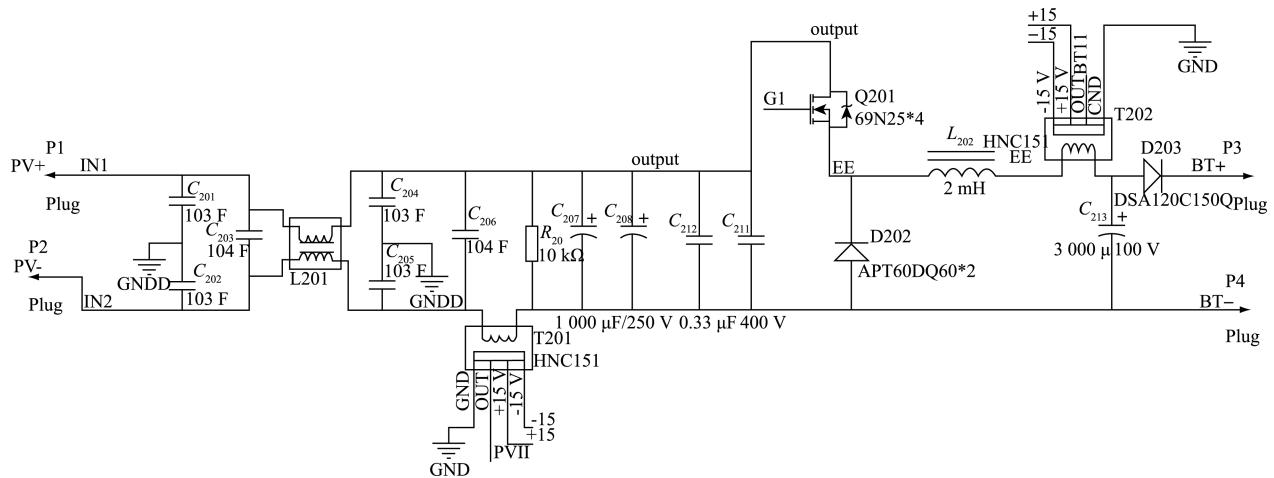 output
G1
Q201
69N25*4
+15
−15
-15 V
+15 V
OUT
BT11
CND
GND
T202
L202
HNC151
EE
2 mH
EE
D203
DSA120C150Q
P3
BT+
Plug
C213
+
3 000 μ 100 V
D202
APT60DQ60*2
P4
BT−
Plug
P1
PV+
IN1
Plug
P2
PV-
Plug
IN2
C201
103 F
C202
103 F
GNDD
C203
104 F
L201
C204
103 F
C205
103 F
GNDD
output
C206
104 F
R20
10 kΩ
C207
+
C208
+
C212
C211
1 000 μF/250 V 0.33 μF 400 V
T201
HNC151
GND
OUT
+15 V
-15 V
-15
+15
PVII
GND